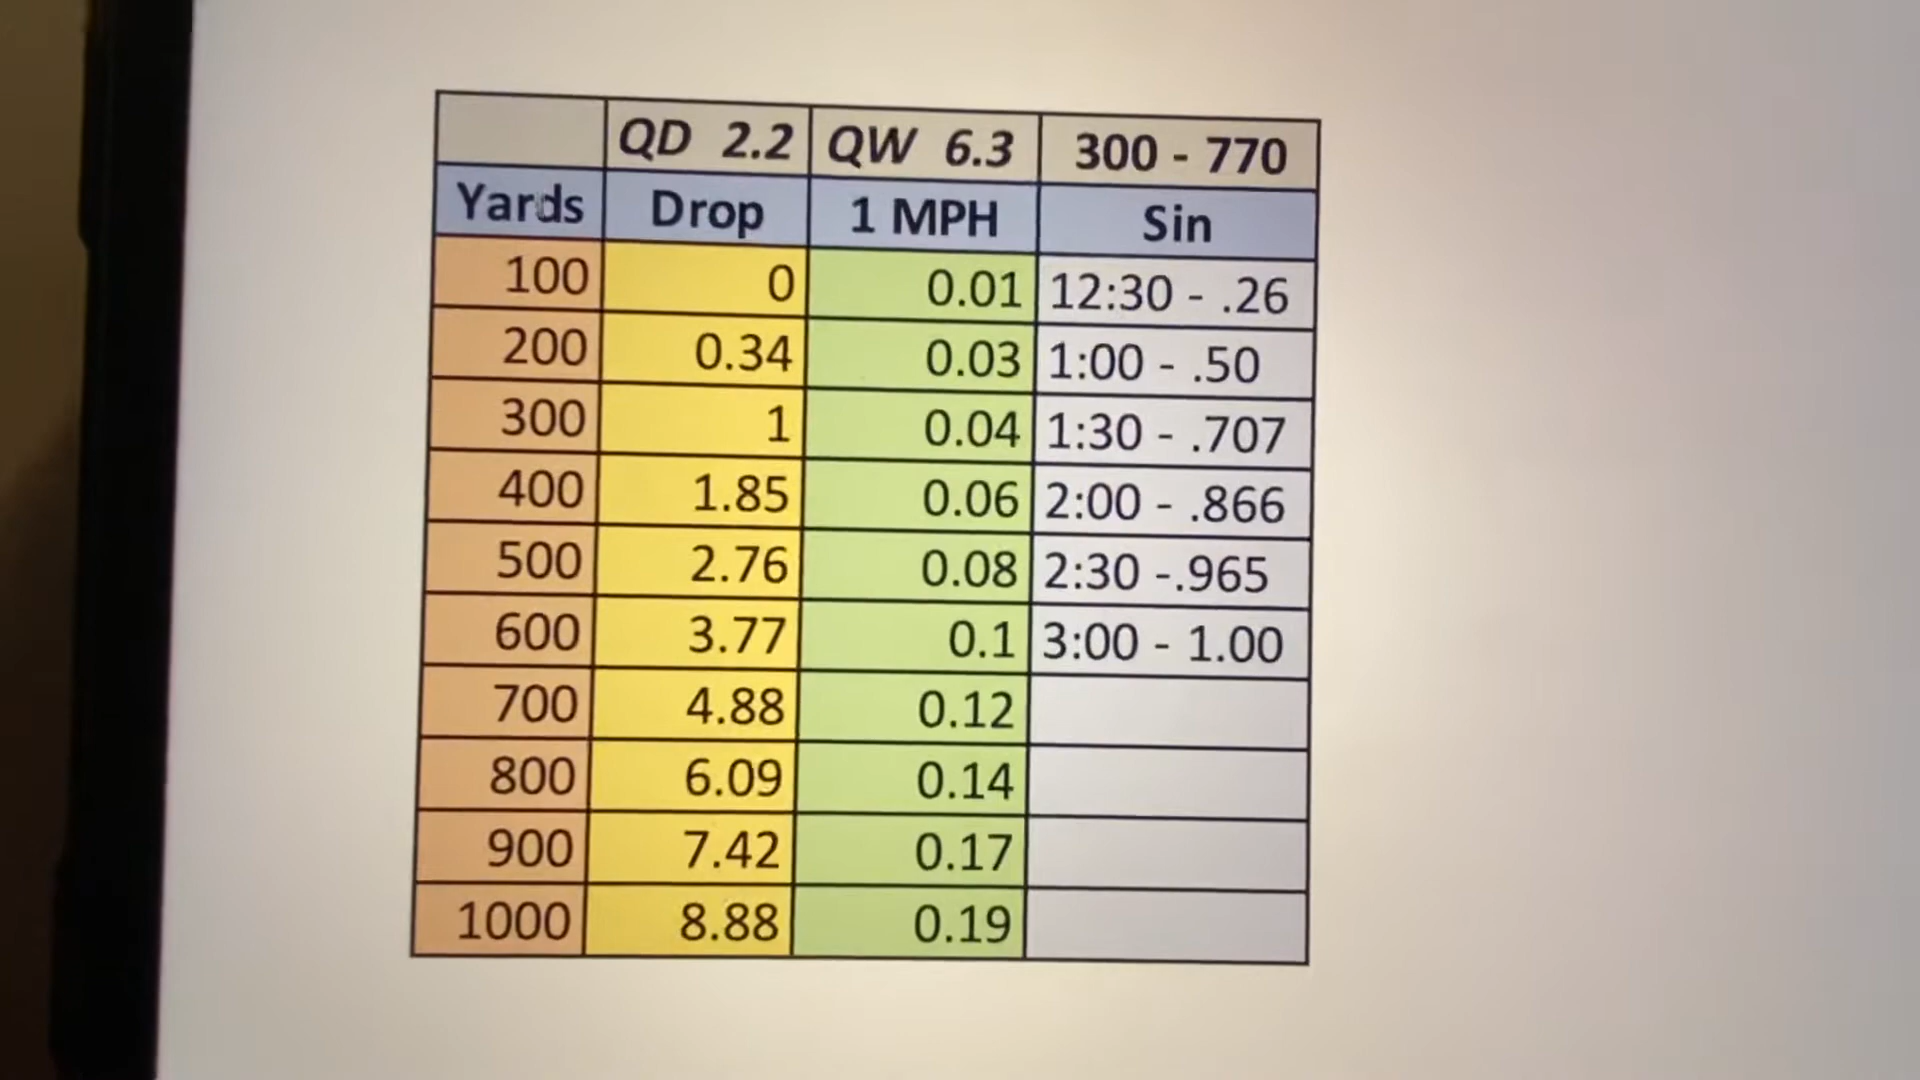 QD 2.2 QW 6.3 300 - 770
Yards Drop 1 MPH Sin
100 0 0.01 12:30 - .26
200 0.34 0.03 1:00 - .50
300 1 0.04 1:30 - .707
400 1.85 0.06 2:00 - .866
500 2.76 0.08 2:30 -.965
600 3.77 0.1 3:00 - 1.00
700 4.88 0.12
800 6.09 0.14
900 7.42 0.17
1000 8.88 0.19